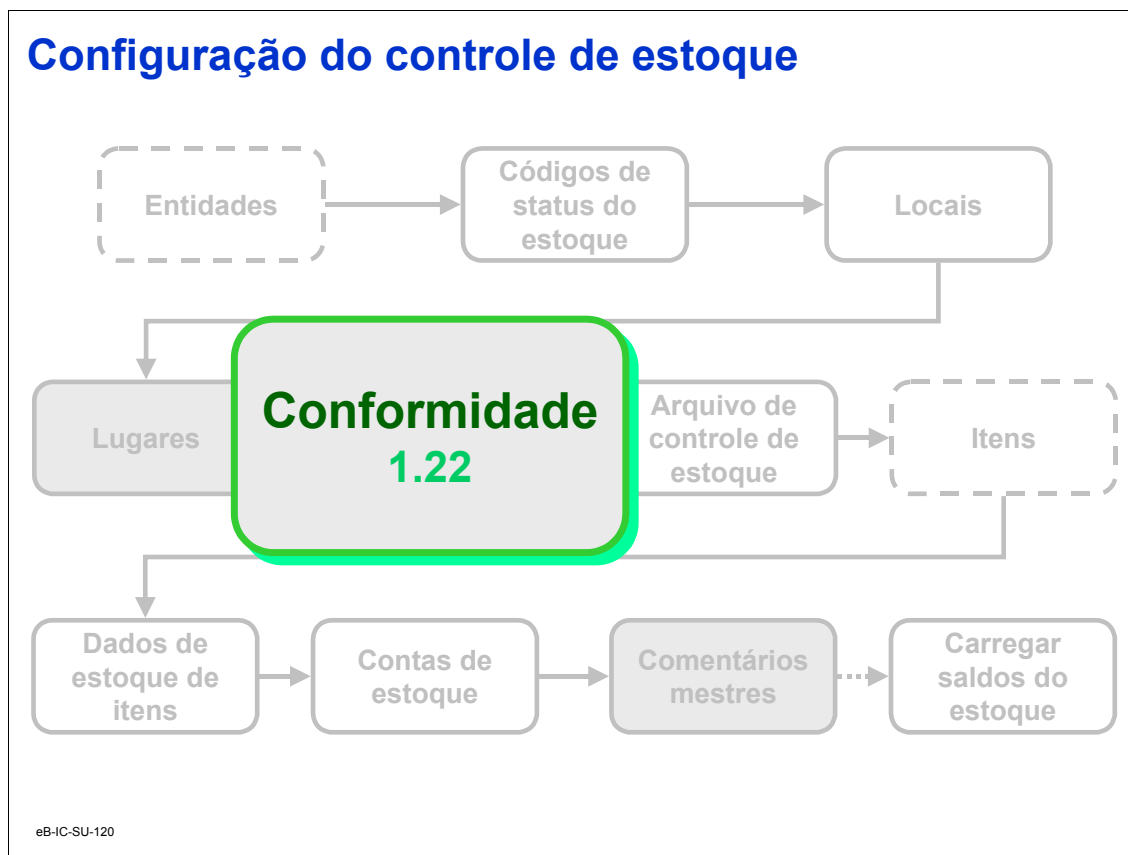 Configuração do controle de estoque
Entidades
Códigos de
status do
estoque
Locais
Lugares
Conformidade
1.22
Arquivo de
controle de
estoque
Itens
Dados de
estoque de
itens
Contas de
estoque
Comentários
mestres
Carregar
saldos do
estoque
eB-IC-SU-120